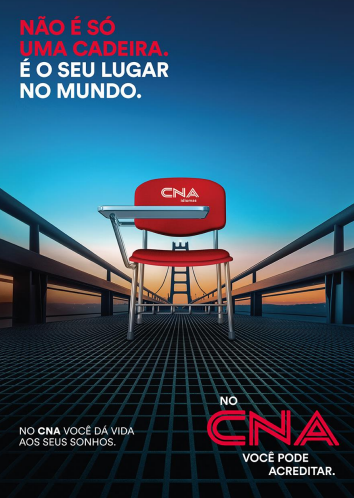 NÃO É SÓ
UMA CADEIRA.
É O SEU LUGAR
NO MUNDO.
CNA
idiomas
NO CNA VOCÊ DÁ VIDA
AOS SEUS SONHOS.
NO
CNA
VOCÊ PODE
ACREDITAR.